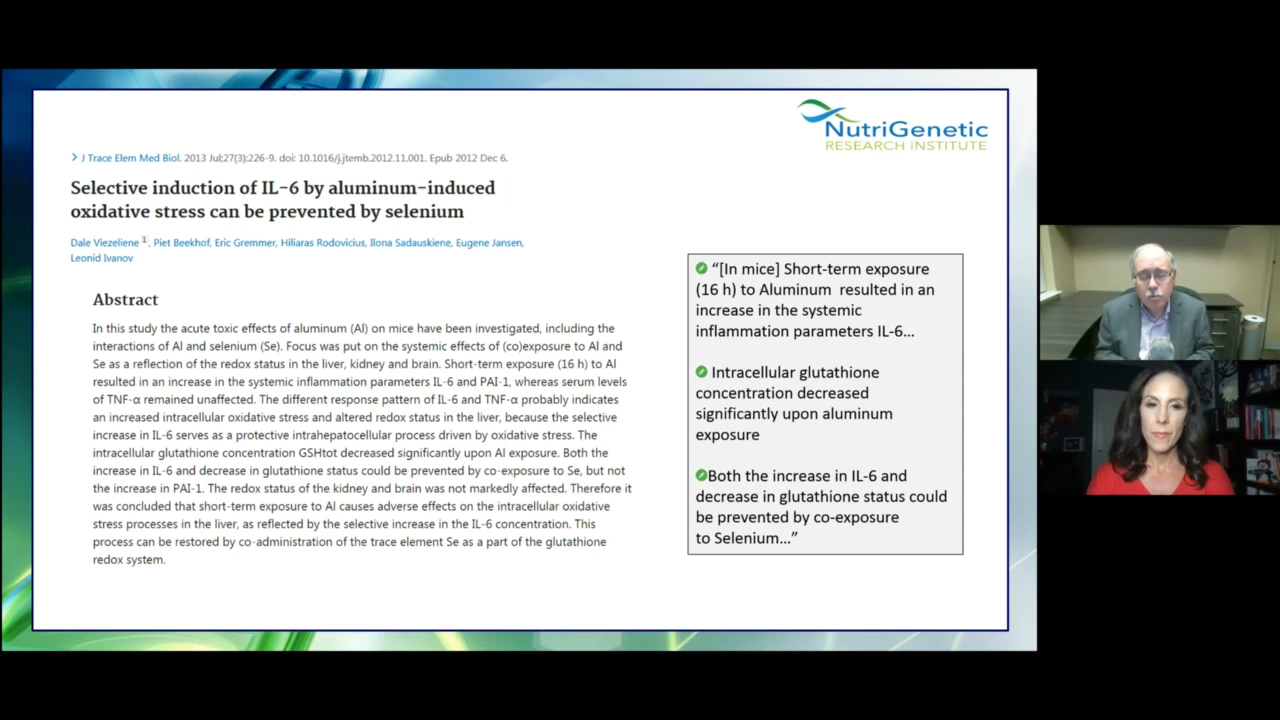 NutriGenetic
RESEARCH INSTITUTE
J Trace Elem Med Biol. 2013 Jul;27(3):226-9. doi: 10.1016/j.jtemb.2012.11.001. Epub 2012 Dec 6.
Selective induction of IL-6 by aluminum-induced
oxidative stress can be prevented by selenium
Dale Viezeliene 1, Piet Beekhof, Eric Gremmer, Hiliaras Rodovicius, Ilona Sadauskiene, Eugene Jansen,
Leonid Ivanov
Abstract
In this study the acute toxic effects of aluminum (Al) on mice have been investigated, including the
interactions of Al and selenium (Se). Focus was put on the systemic effects of (co)exposure to Al and
Se as a reflection of the redox status in the liver, kidney and brain. Short-term exposure (16 h) to Al
resulted in an increase in the systemic inflammation parameters IL-6 and PAI-1, whereas serum levels
of TNF-α remained unaffected. The different response pattern of IL-6 and TNF-α probably indicates
an increased intracellular oxidative stress and altered redox status in the liver, because the selective
increase in IL-6 serves as a protective intrahepatocellular process driven by oxidative stress. The
intracellular glutathione concentration GSHtot decreased significantly upon Al exposure. Both the
increase in IL-6 and decrease in glutathione status could be prevented by co-exposure to Se, but not
the increase in PAI-1. The redox status of the kidney and brain was not markedly affected. Therefore it
was concluded that short-term exposure to Al causes adverse effects on the intracellular oxidative
stress processes in the liver, as reflected by the selective increase in the IL-6 concentration. This
process can be restored by co-administration of the trace element Se as a part of the glutathione
redox system.
“[In mice] Short-term exposure
(16 h) to Aluminum resulted in an
increase in the systemic
inflammation parameters IL-6…
Intracellular glutathione
concentration decreased
significantly upon aluminum
exposure
Both the increase in IL-6 and
decrease in glutathione status could
be prevented by co-exposure
to Selenium…”